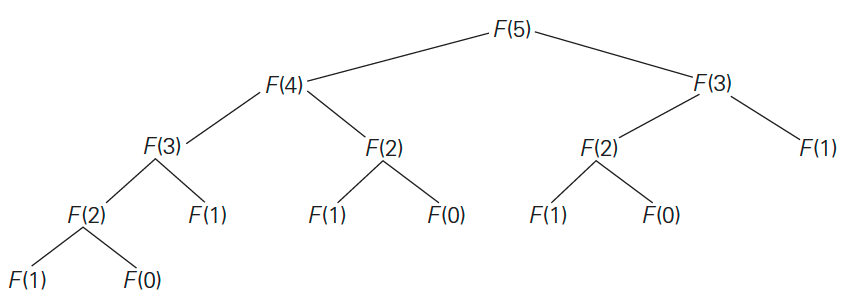 F(5)
F(4) F(3)
F(3) F(2) F(2) F(1)
F(2) F(1) F(1) F(0) F(1) F(0)
F(1) F(0)